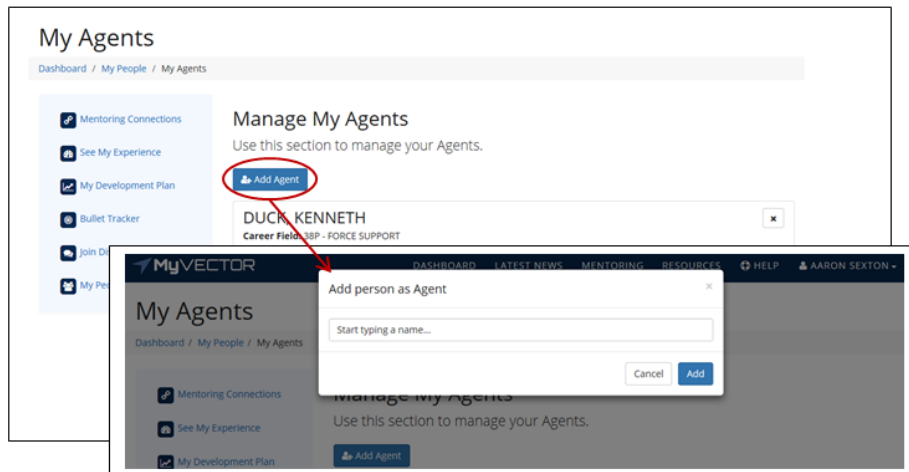 My Agents
Dashboard / My People / My Agents
Mentoring Connections
See My Experience
My Development Plan
Bullet Tracker
Join
Manage My Agents
Use this section to manage your Agents.
Add Agent
DUCK, KENNETH
Career Field: 38P - FORCE SUPPORT
MyVECTOR
DASHBOARD LATEST NEWS MENTORING RESOURCES HELP AARON SEXTON
My Agents
Dashboard / My People / My Agents
Mentoring Connections
See My Experience
My Development Plan
Add person as Agent
Start typing a name...
Cancel Add
Manage My Agents
Use this section to manage your Agents.
Add Agent